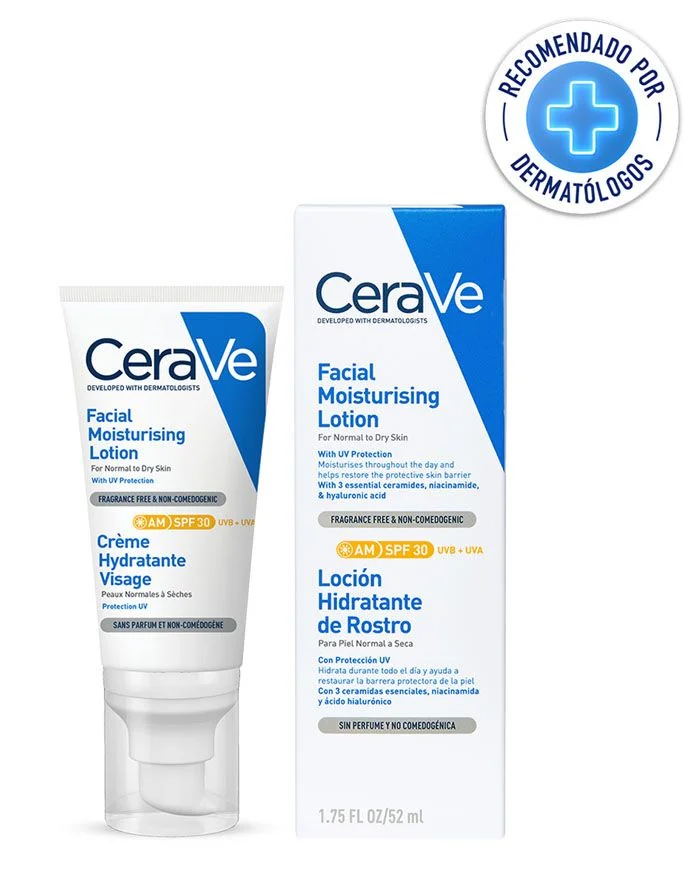 RECOMENDADO POR
DERMATÓLOGOS
CeraVe
DEVELOPED WITH DERMATOLOGISTS
Facial
Moisturising
Lotion
For Normal to Dry Skin
With UV Protection
FRAGRANCE FREE & NON-COMEDOGENIC
AM SPF 30 UVB + UVA
Crème
Hydratante
Visage
Peaux Normales à Sèches
Protection UV
SANS PARFUM ET NON-COMÉDOGÈNE
CeraVe
DEVELOPED WITH DERMATOLOGISTS
Facial
Moisturising
Lotion
For Normal to Dry Skin
With UV Protection
Moisturises throughout the day and
helps restore the protective skin barrier
With 3 essential ceramides, niacinamide,
& hyaluronic acid
FRAGRANCE FREE & NON-COMEDOGENIC
AM SPF 30 UVB + UVA
Loción
Hidratante
de Rostro
Para Piel Normal a Seca
Con Protección UV
Hidrata durante todo el día y ayuda a
restaurar la barrera protectora de la piel
Con 3 ceramidas esenciales, niacinamida
y ácido hialurónico
SIN PERFUME Y NO COMEDOGÉNICA
1.75 FL OZ/52 ml